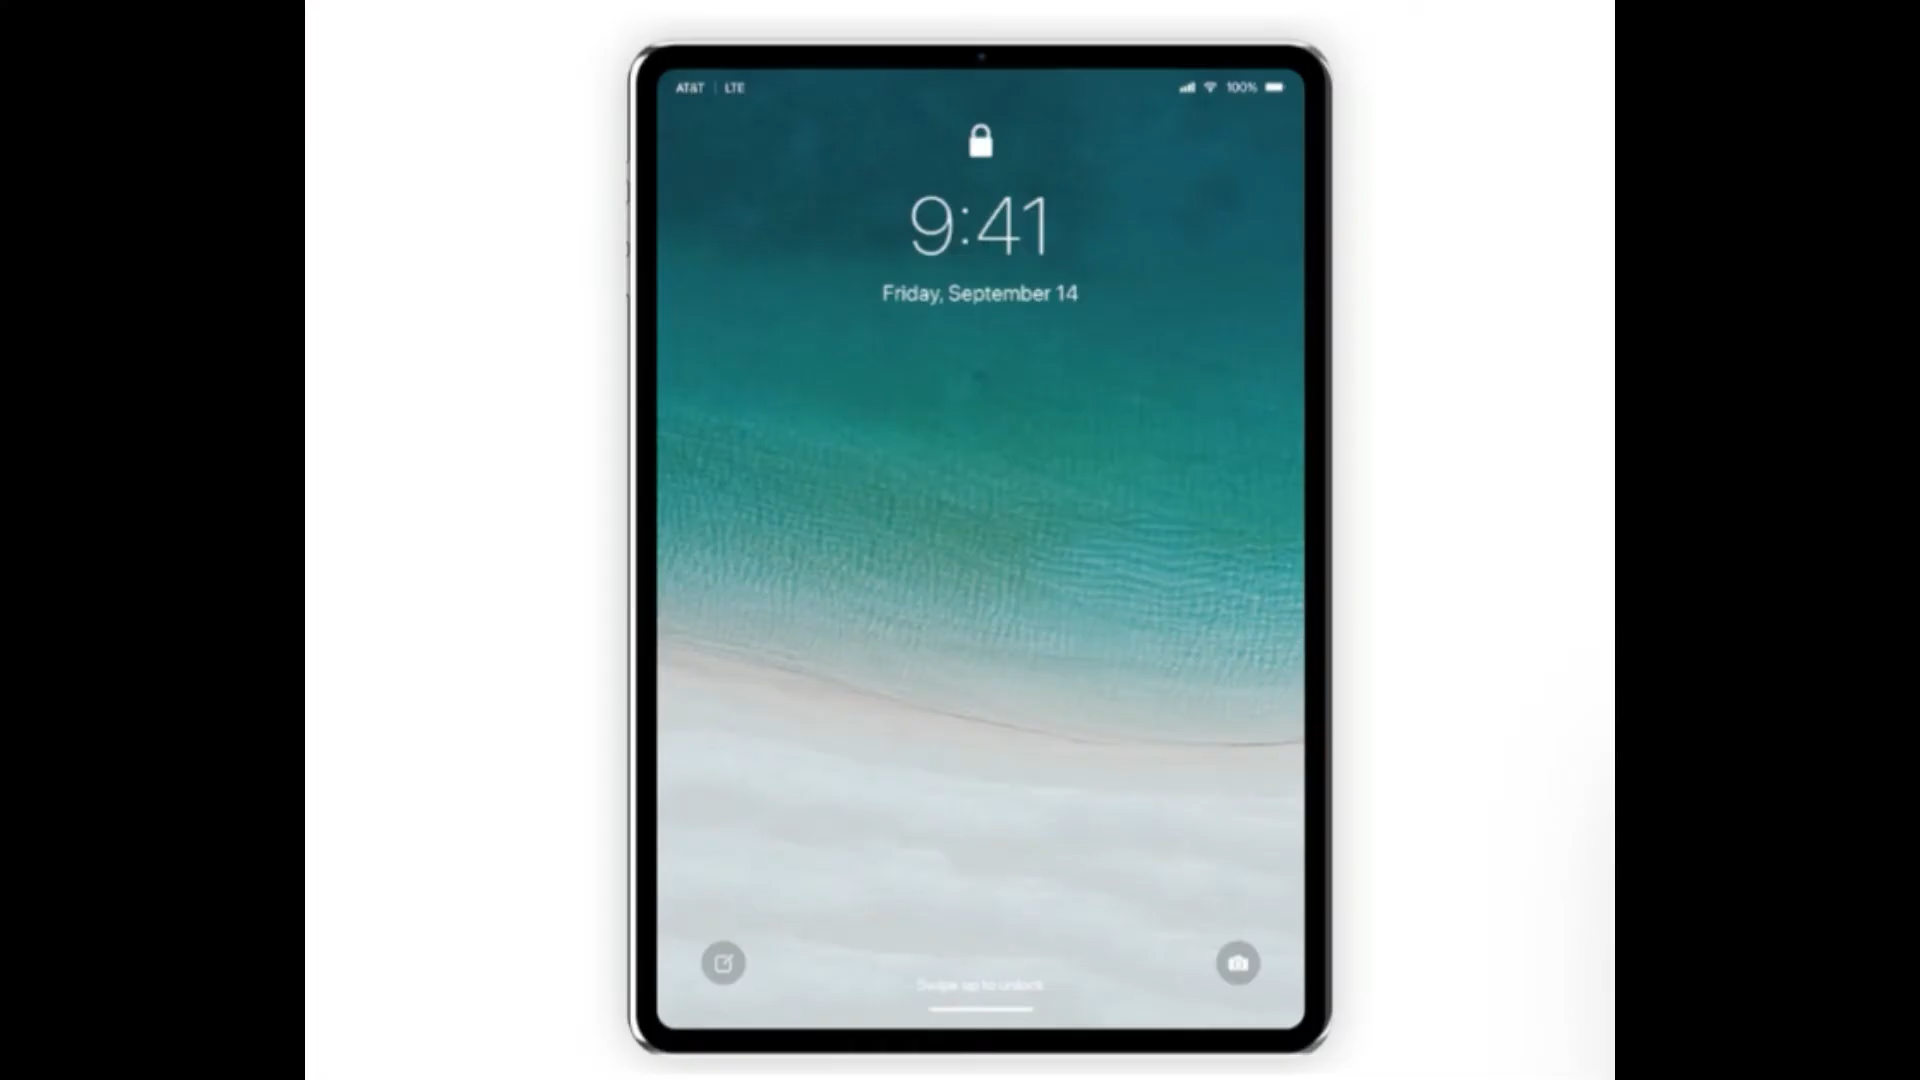 AT&T LTE 100%
9:41
Friday, September 14
Swipe up to unlock